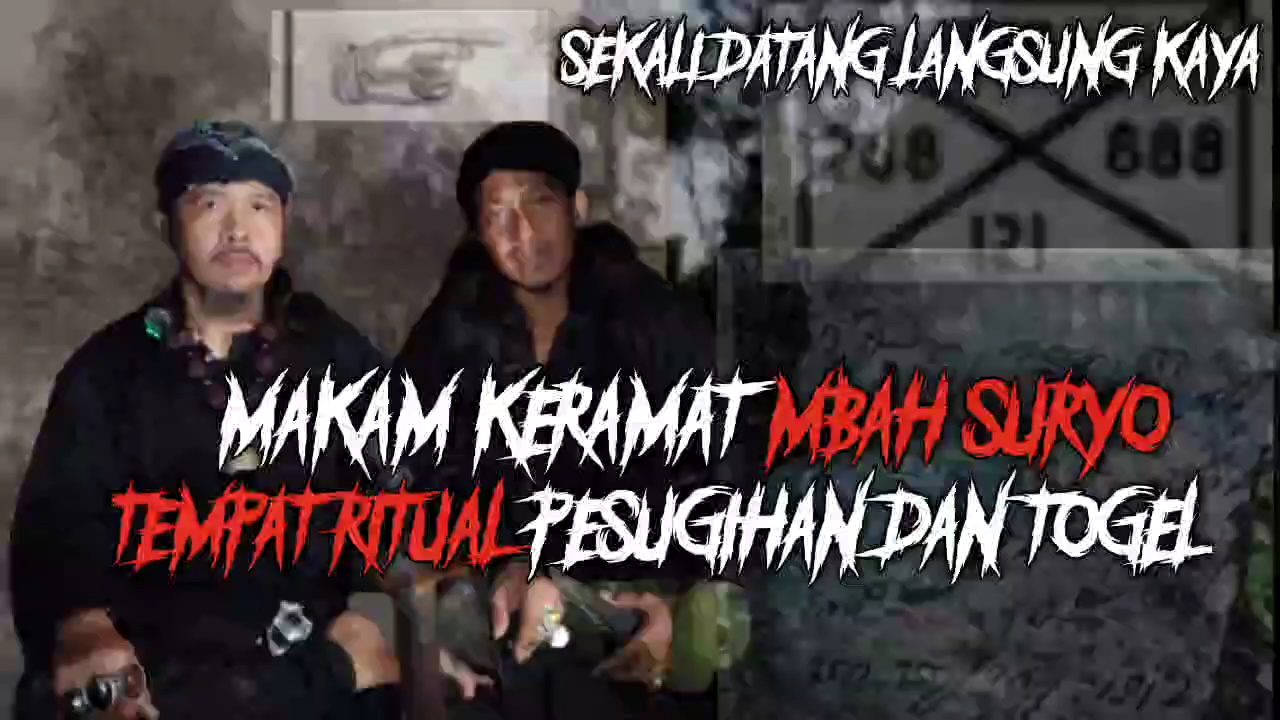 SEKALI DATANG LANGSUNG KAYA
888
131
MAKAM KERAMAT MBAH SURYO
TEMPAT RITUAL PESUGIHAN DAN TOGEL